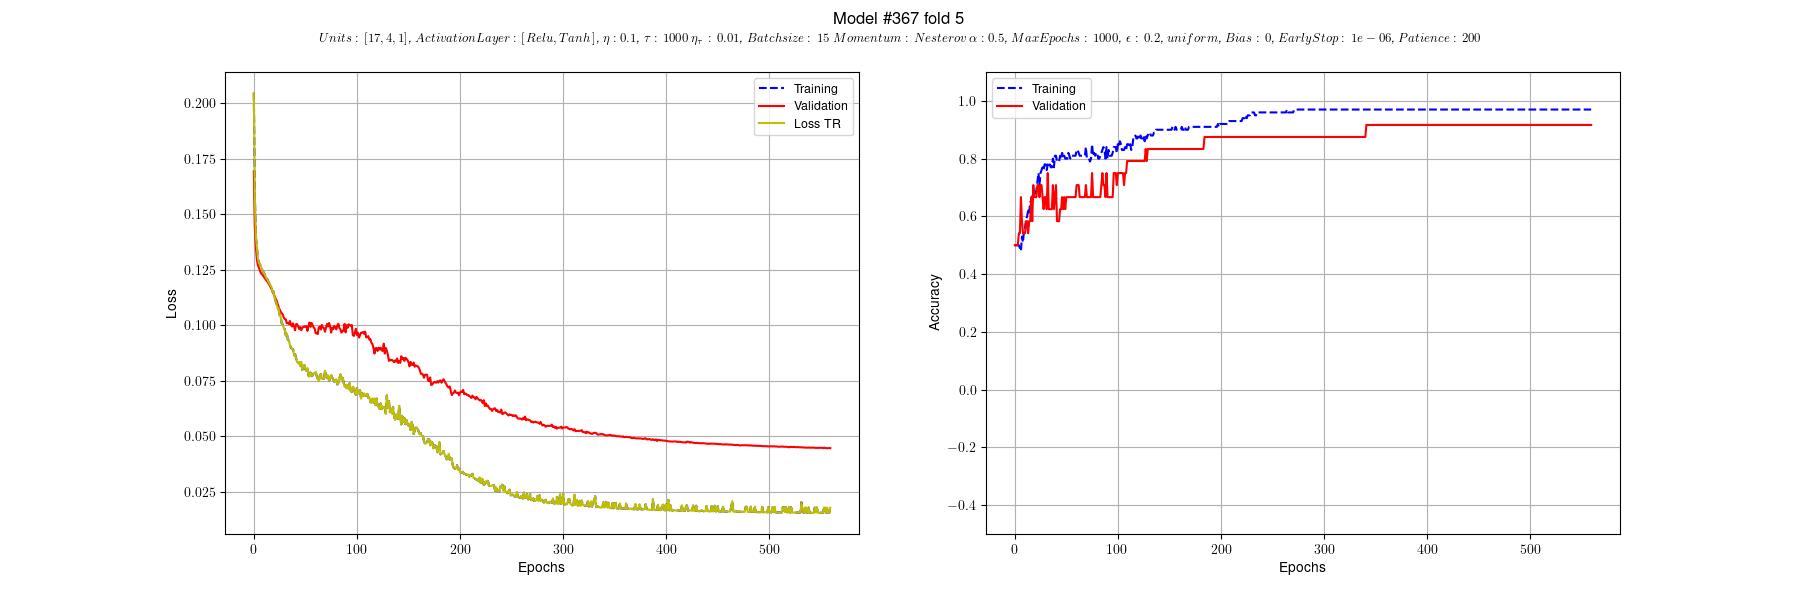 Model #367 fold 5
Units : [17, 4, 1], ActivationLayer : [Relu, Tanh], η : 0.1, τ : 1000 ητ : 0.01, Batchsize : 15 Momentum : Nesterov α : 0.5, MaxEpochs : 1000, ϵ : 0.2, uniform, Bias : 0, EarlyStop : 1e − 06, Patience : 200
Training
Validation
Loss TR
0.200
0.175
0.150
0.125
0.100
0.075
0.050
0.025
Loss
0 100 200 300 400 500
Epochs
Training
Validation
1.0
0.8
0.6
0.4
0.2
0.0
−0.2
−0.4
Accuracy
0 100 200 300 400 500
Epochs